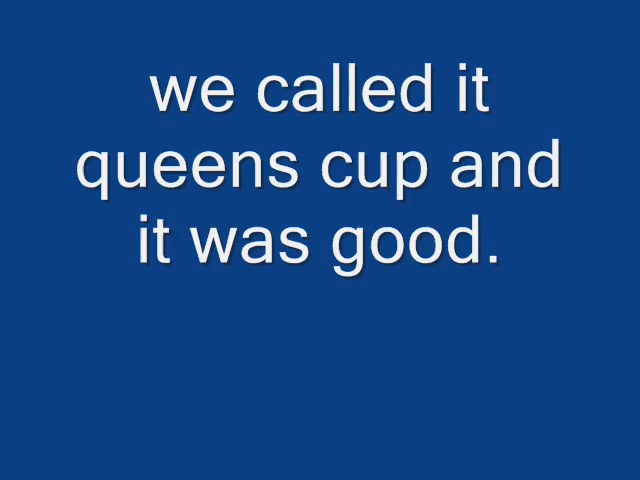 we called it
queens cup and
it was good.